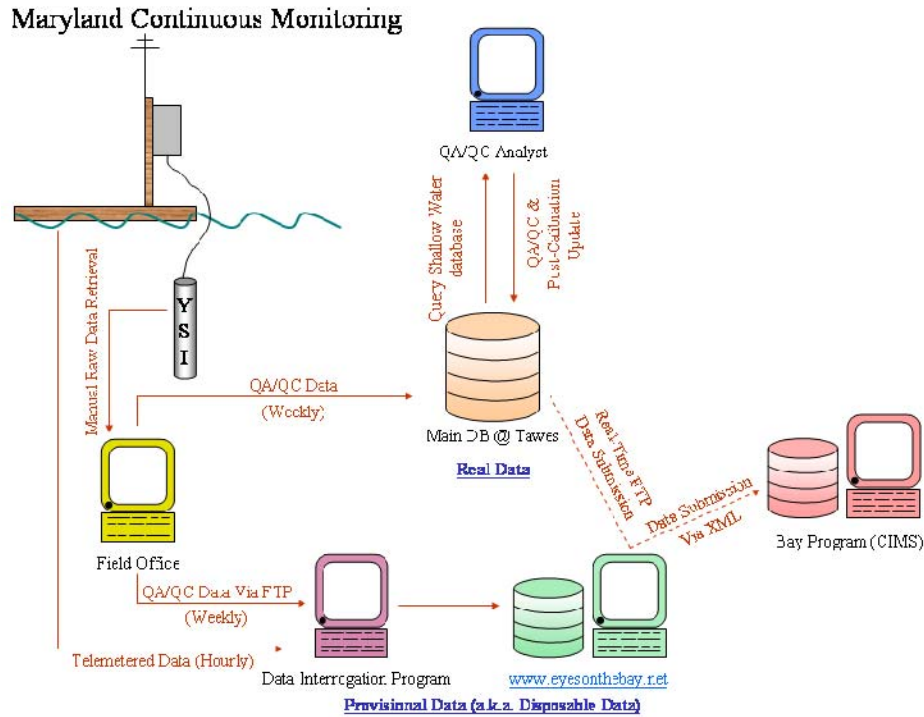 Maryland Continuous Monitoring
QA/QC Analyst
Query Shallow Water
database
QA/QC &
Post-Calibration
Update
Manual Raw Data Retrieval
Y
S
I
QA/QC Data
(Weekly)
Main DB @ Tawes
Real Data
Real-Time FTP
Data Submission
Data Submission
Via XML
Bay Program (CIMS)
Field Office
QA/QC Data Via FTP
(Weekly)
Telemetered Data (Hourly)
Data Interrogation Program
www.eyesonthebay.net
Provisional Data (a.k.a. Disposable Data)